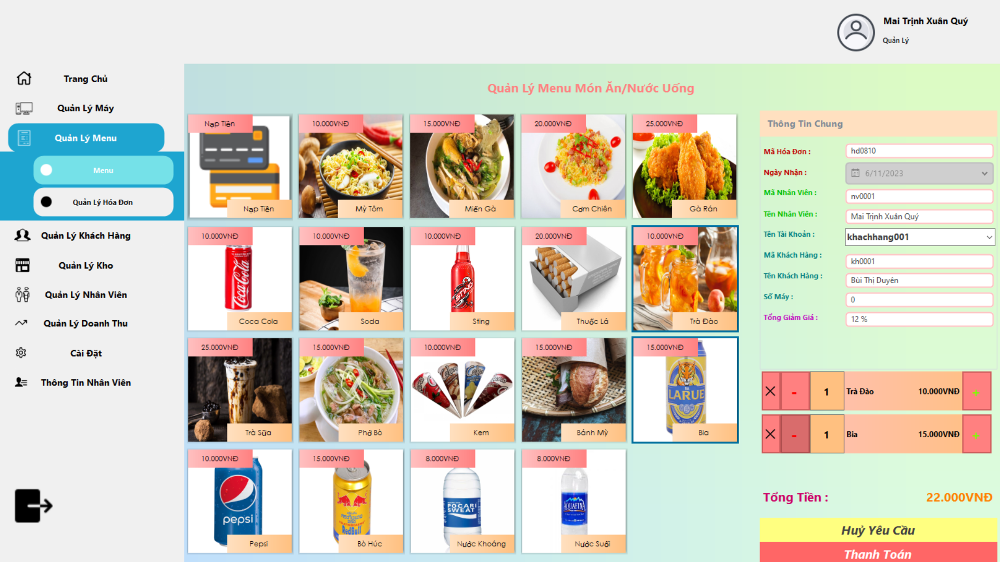 Mai Trịnh Xuân Quý
Quản Lý
Trang Chủ
Quản Lý Máy
Quản Lý Menu
Menu
Quản Lý Hóa Đơn
Quản Lý Khách Hàng
Quản Lý Kho
Quản Lý Nhân Viên
Quản Lý Doanh Thu
Cài Đặt
Thông Tin Nhân Viên
Quản Lý Menu Món Ăn/Nước Uống
Nạp Tiền
Nạp Tiền
10.000VNĐ
Mỳ Tôm
15.000VNĐ
Miến Gà
20.000VNĐ
Cơm Chiên
25.000VNĐ
Gà Rán
10.000VNĐ
Coca-Cola
Coca Cola
10.000VNĐ
Soda
10.000VNĐ
STING
Sting
20.000VNĐ
Thuốc Lá
10.000VNĐ
Trà Đào
25.000VNĐ
Trà Sữa
15.000VNĐ
Phở Bò
10.000VNĐ
Kem
15.000VNĐ
Bánh Mỳ
15.000VNĐ
BIA
LARUE
Bia
10.000VNĐ
pepsi
Pepsi
15.000VNĐ
RedBull
Bò Húc
8.000VNĐ
POCARI
SWEAT
Nước Khoáng
8.000VNĐ
AQUAFINA
Nước Suối
Thông Tin Chung
Mã Hóa Đơn : hd0810
Ngày Nhận : 6/11/2023
Mã Nhân Viên : nv0001
Tên Nhân Viên : Mai Trịnh Xuân Quý
Tên Tài Khoản : khachhang001
Mã Khách Hàng : kh0001
Tên Khách Hàng : Bùi Thị Duyên
Số Máy : 0
Tổng Giảm Giá : 12 %
- 1 Trà Đào 10.000VNĐ +
- 1 Bia 15.000VNĐ +
Tổng Tiền : 22.000VNĐ
Huỷ Yêu Cầu
Thanh Toán